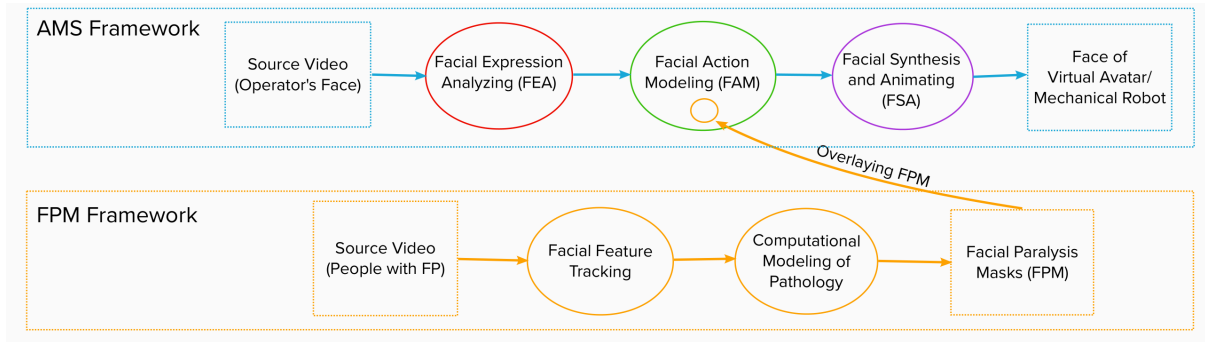 AMS Framework
Source Video
(Operator's Face)
Facial Expression
Analyzing (FEA)
Facial Action
Modeling (FAM)
Facial Synthesis
and Animating
(FSA)
Face of
Virtual Avatar/
Mechanical Robot
Overlaying FPM
FPM Framework
Source Video
(People with FP)
Facial Feature
Tracking
Computational
Modeling of
Pathology
Facial Paralysis
Masks (FPM)